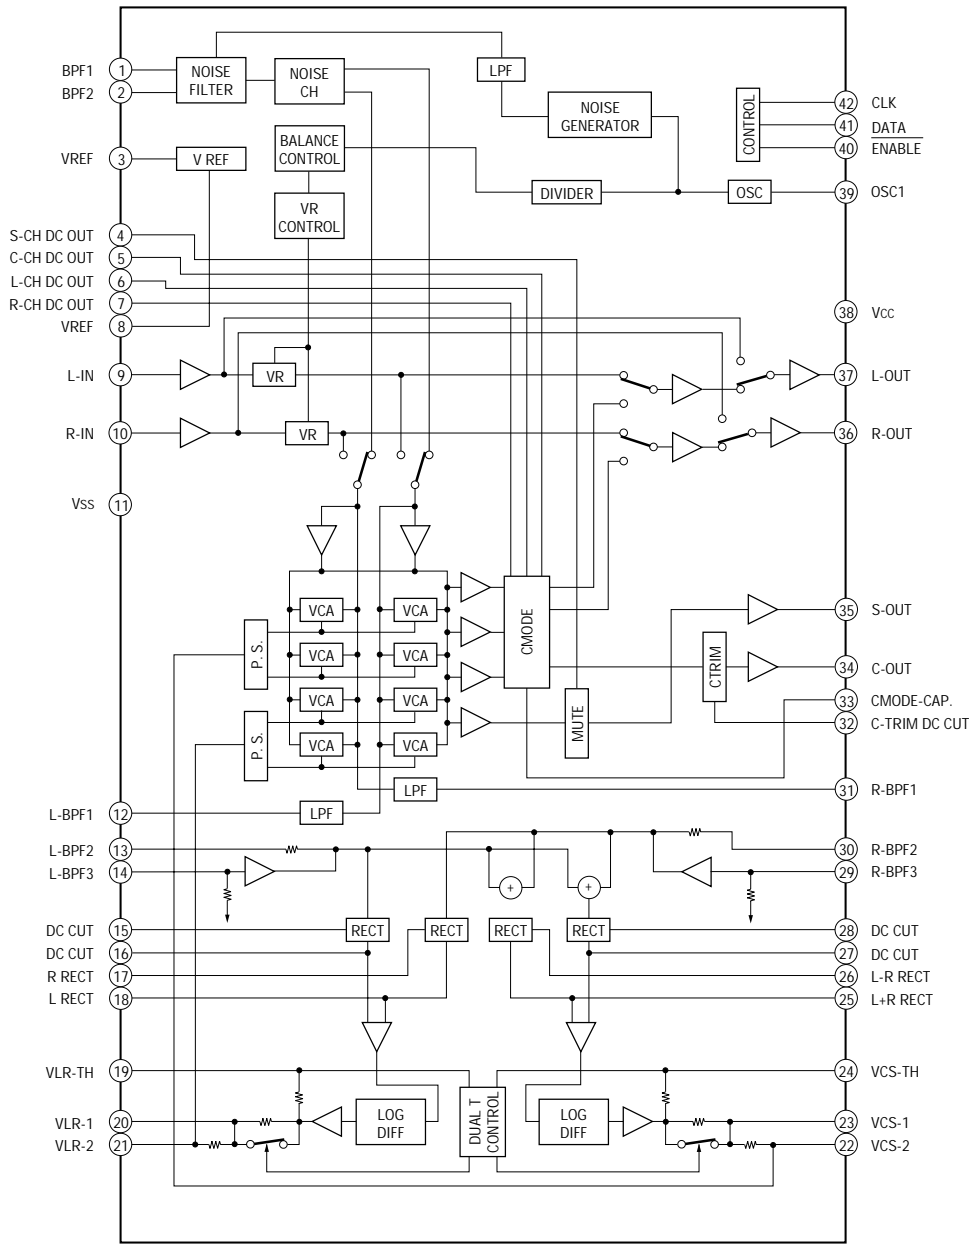 BPF1
BPF2
VREF
S-CH DC OUT
C-CH DC OUT
L-CH DC OUT
R-CH DC OUT
VREF
L-IN
R-IN
VSS
L-BPF1
L-BPF2
L-BPF3
DC CUT
DC CUT
R RECT
L RECT
VLR-TH
VLR-1
VLR-2
1
2
3
4
5
6
7
8
9
10
11
12
13
14
15
16
17
18
19
20
21
NOISE
FILTER
NOISE
CH
LPF
NOISE
GENERATOR
CONTROL
BALANCE
CONTROL
V REF
DIVIDER
OSC
VR
CONTROL
VR
VR
VCA
VCA
VCA
VCA
VCA
VCA
VCA
VCA
P. S.
P. S.
CMODE
MUTE
CTRIM
LPF
LPF
+
+
RECT
RECT
RECT
RECT
LOG
DIFF
DUAL T
CONTROL
LOG
DIFF
42
41
40
39
38
37
36
35
34
33
32
31
30
29
28
27
26
25
24
23
22
CLK
DATA
ENABLE
OSC1
VCC
L-OUT
R-OUT
S-OUT
C-OUT
CMODE-CAP.
C-TRIM DC CUT
R-BPF1
R-BPF2
R-BPF3
DC CUT
DC CUT
L-R RECT
L+R RECT
VCS-TH
VCS-1
VCS-2